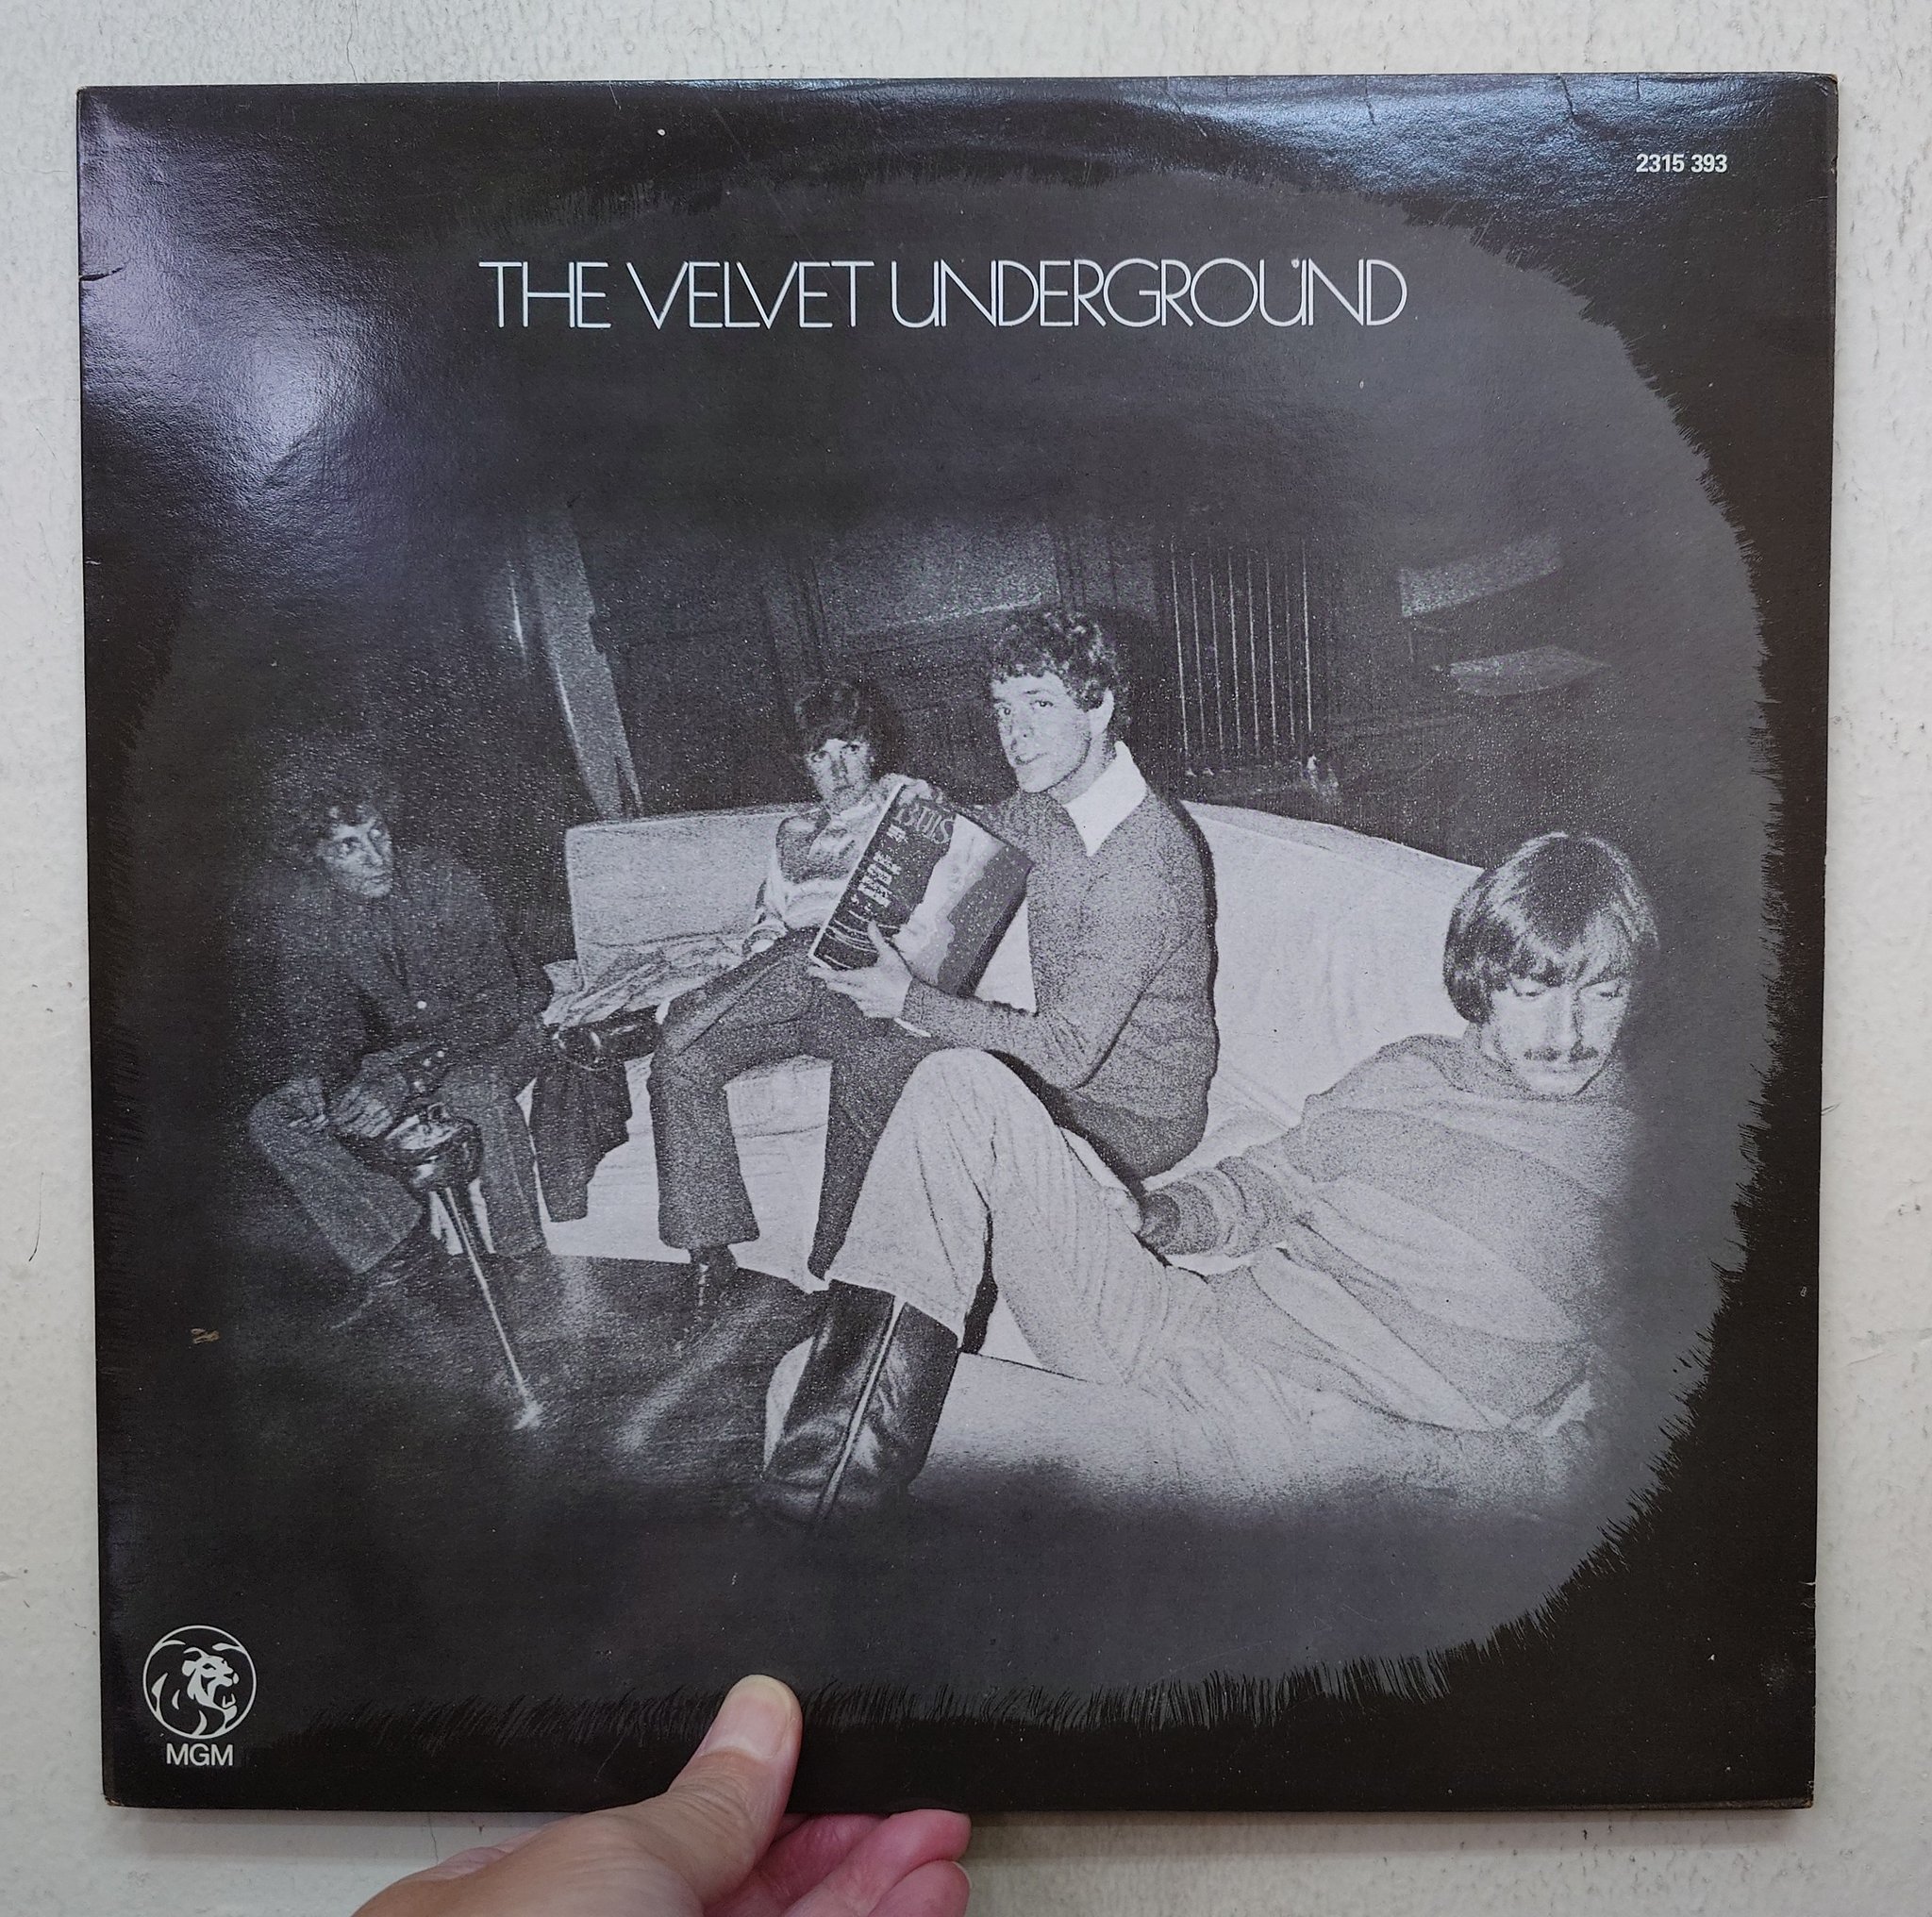 2315 393
THE VELVET UNDERGROUND
MGM